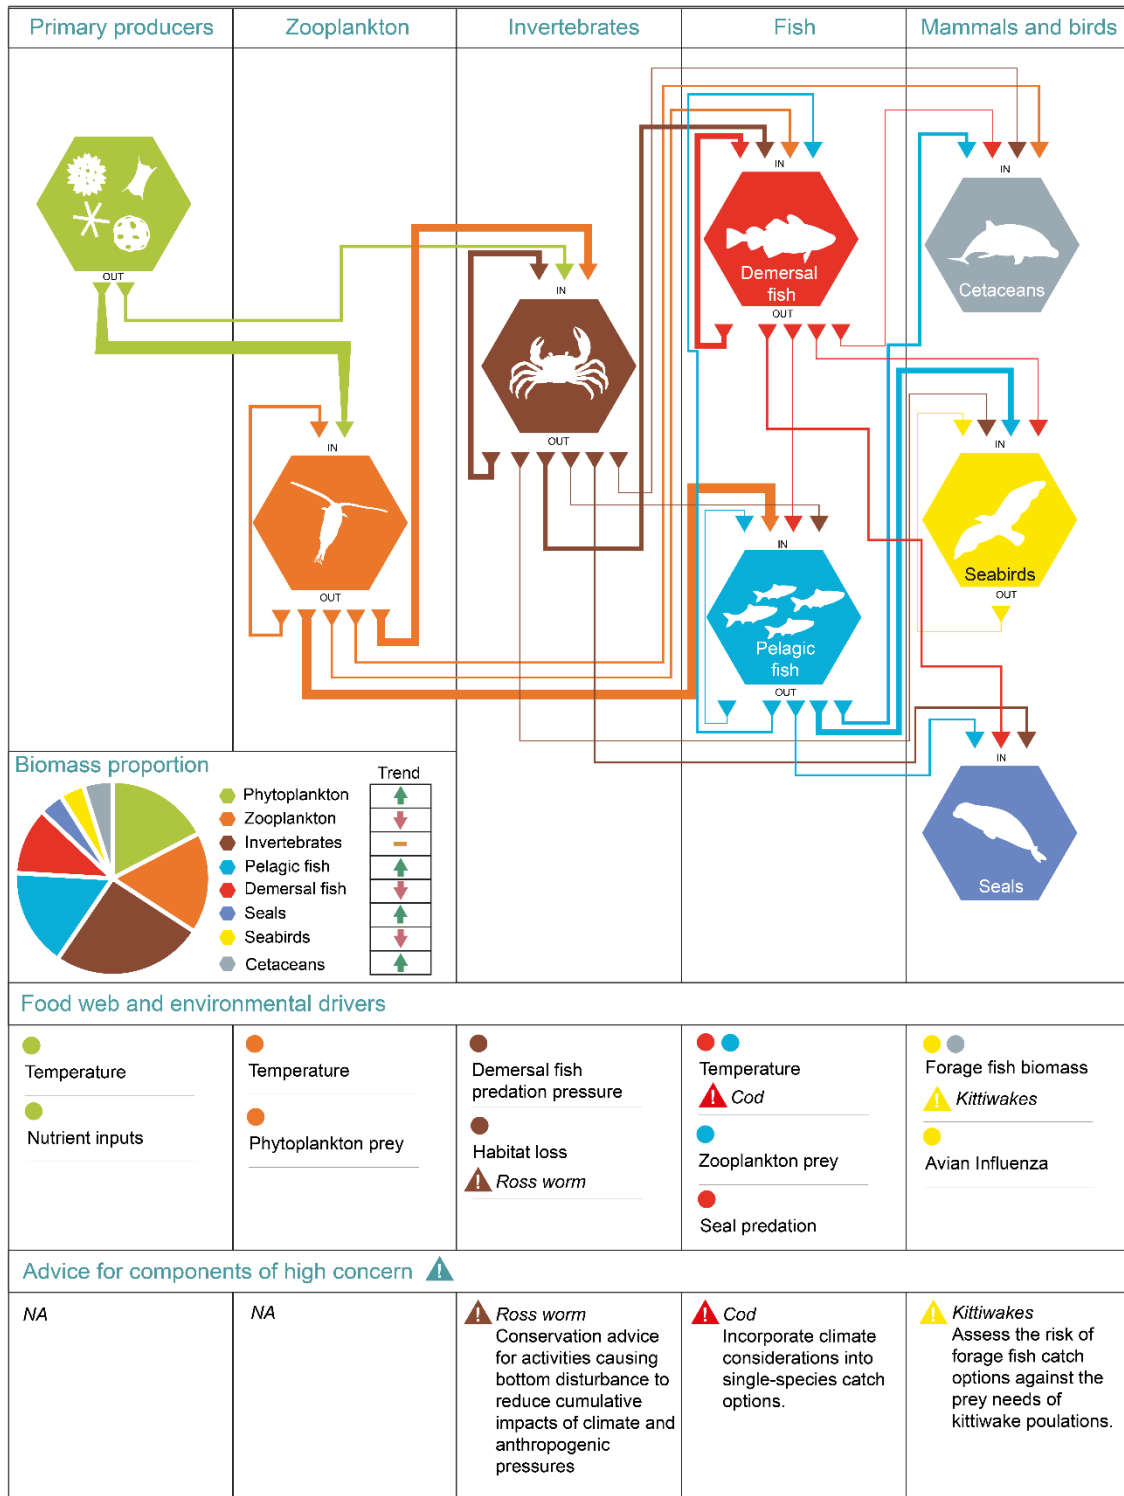 Primary producers
Zooplankton
Invertebrates
Fish
Mammals and birds
OUT
IN
OUT
IN
OUT
IN
Demersal
fish
OUT
IN
Pelagic
fish
OUT
IN
Cetaceans
IN
Seabirds
OUT
IN
Seals
Biomass proportion
Trend
Phytoplankton
Zooplankton
Invertebrates
Pelagic fish
Demersal fish
Seals
Seabirds
Cetaceans
Food web and environmental drivers
Temperature
Nutrient inputs
Temperature
Phytoplankton prey
Demersal fish
predation pressure
Habitat loss
! Ross worm
Temperature
! Cod
Zooplankton prey
Seal predation
Forage fish biomass
! Kittiwakes
Avian Influenza
Advice for components of high concern !
NA
NA
! Ross worm
Conservation advice
for activities causing
bottom disturbance to
reduce cumulative
impacts of climate and
anthropogenic
pressures
! Cod
Incorporate climate
considerations into
single-species catch
options.
! Kittiwakes
Assess the risk of
forage fish catch
options against the
prey needs of
kittiwake poulations.